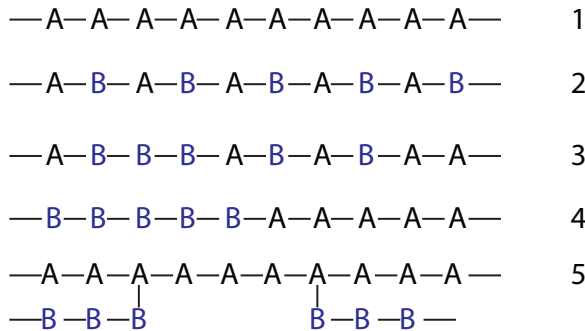 A—A—A—A—A—A—A—A—A—A 1
A—B—A—B—A—B—A—B—A—B 2
A—B—B—B—A—B—A—B—A—A 3
B—B—B—B—B—A—A—A—A—A 4
A—A—A—A—A—A—A—A—A—A 5
B—B—B B—B—B